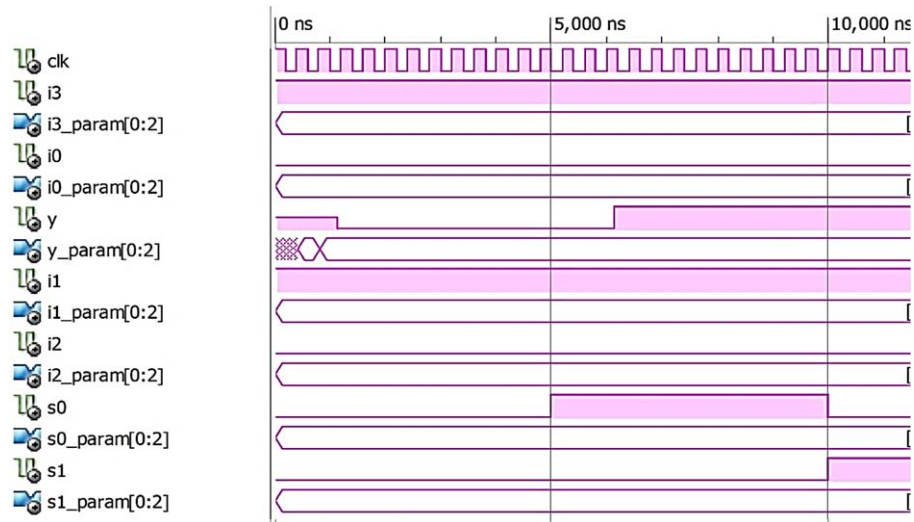 0 ns 5,000 ns 10,000 ns
clk
i3
i3_param[0:2]
i0
i0_param[0:2]
y
y_param[0:2]
i1
i1_param[0:2]
i2
i2_param[0:2]
s0
s0_param[0:2]
s1
s1_param[0:2]